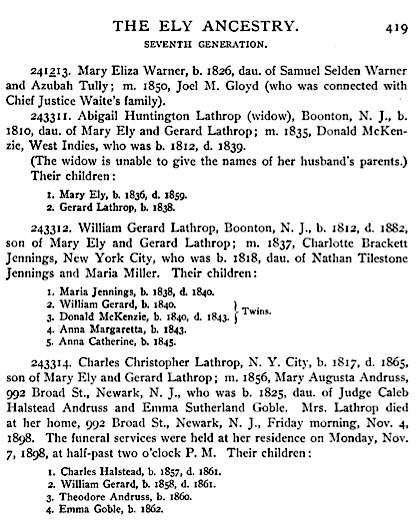 THE ELY ANCESTRY. 419
SEVENTH GENERATION.
241213. Mary Eliza Warner, b. 1826, dau. of Samuel Selden Warner
and Azubah Tully; m. 1850, Joel M. Gloyd (who was connected with
Chief Justice Waite's family).
243311. Abigail Huntington Lathrop (widow), Boonton, N. J., b.
1810, dau. of Mary Ely and Gerard Lathrop; m. 1835, Donald McKen-
zie, West Indies, who was b. 1812, d. 1839.
(The widow is unable to give the names of her husband's parents.)
Their children:
1. Mary Ely, b. 1836, d. 1859.
2. Gerard Lathrop, b. 1838.
243312. William Gerard Lathrop, Boonton, N. J., b. 1812, d. 1882,
son of Mary Ely and Gerard Lathrop; m. 1837, Charlotte Brackett
Jennings, New York City, who was b. 1818, dau. of Nathan Tilestone
Jennings and Maria Miller. Their children:
1. Maria Jennings, b. 1838, d. 1840.
2. William Gerard, b. 1840.
3. Donald McKenzie, b. 1840, d. 1843. } Twins.
4. Anna Margaretta, b. 1843.
5. Anna Catherine, b. 1845.
243314. Charles Christopher Lathrop, N. Y. City, b. 1817, d. 1865,
son of Mary Ely and Gerard Lathrop; m. 1856, Mary Augusta Andruss,
992 Broad St., Newark, N. J., who was b. 1825, dau. of Judge Caleb
Halstead Andruss and Emma Sutherland Goble. Mrs. Lathrop died
at her home, 992 Broad St., Newark, N. J., Friday morning, Nov. 4,
1898. The funeral services were held at her residence on Monday, Nov.
7, 1898, at half-past two o'clock P. M. Their children:
1. Charles Halstead, b. 1857, d. 1861.
2. William Gerard, b. 1858, d. 1861.
3. Theodore Andruss, b. 1860.
4. Emma Goble, b. 1862.